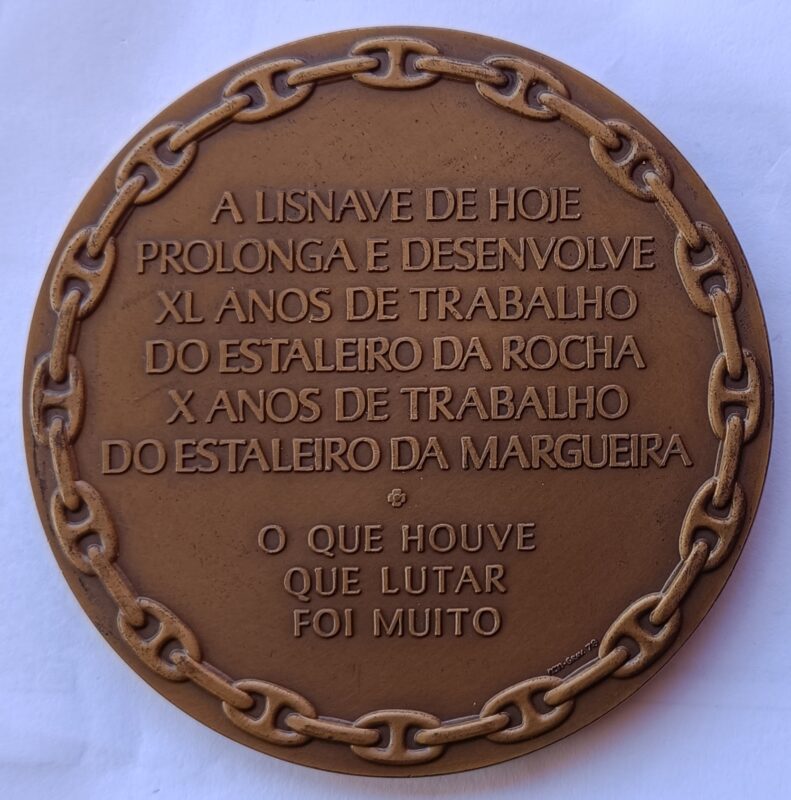 A LISNAVE DE HOJE
PROLONGA E DESENVOLVE
XL ANOS DE TRABALHO
DO ESTALEIRO DA ROCHA
X ANOS DE TRABALHO
DO ESTALEIRO DA MARGUEIRA
O QUE HOUVE
QUE LUTAR
FOI MUITO